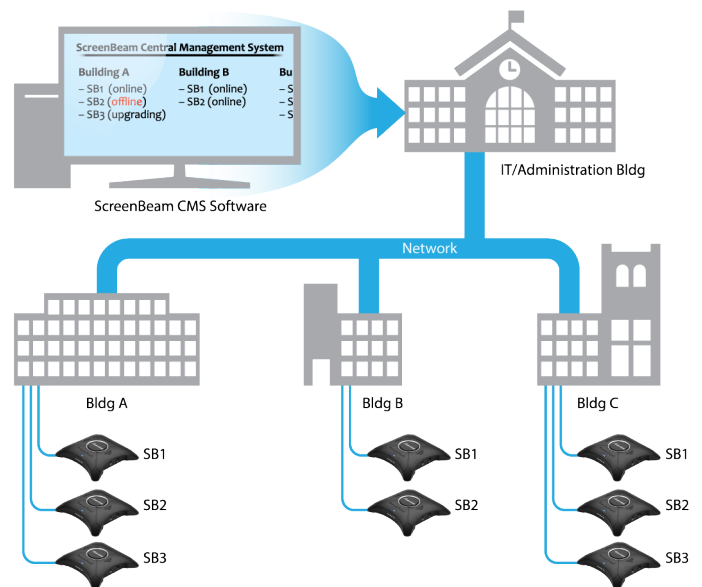 ScreenBeam Central Management System
Building A
– SB1 (online)
– SB2 (offline)
– SB3 (upgrading)
Building B
– SB1 (online)
– SB2 (online)
Bu
– S
– S
– S
ScreenBeam CMS Software
IT/Administration Bldg
Network
Bldg A
Bldg B
Bldg C
SB1
SB2
SB3
SB1
SB2
SB1
SB2
SB3